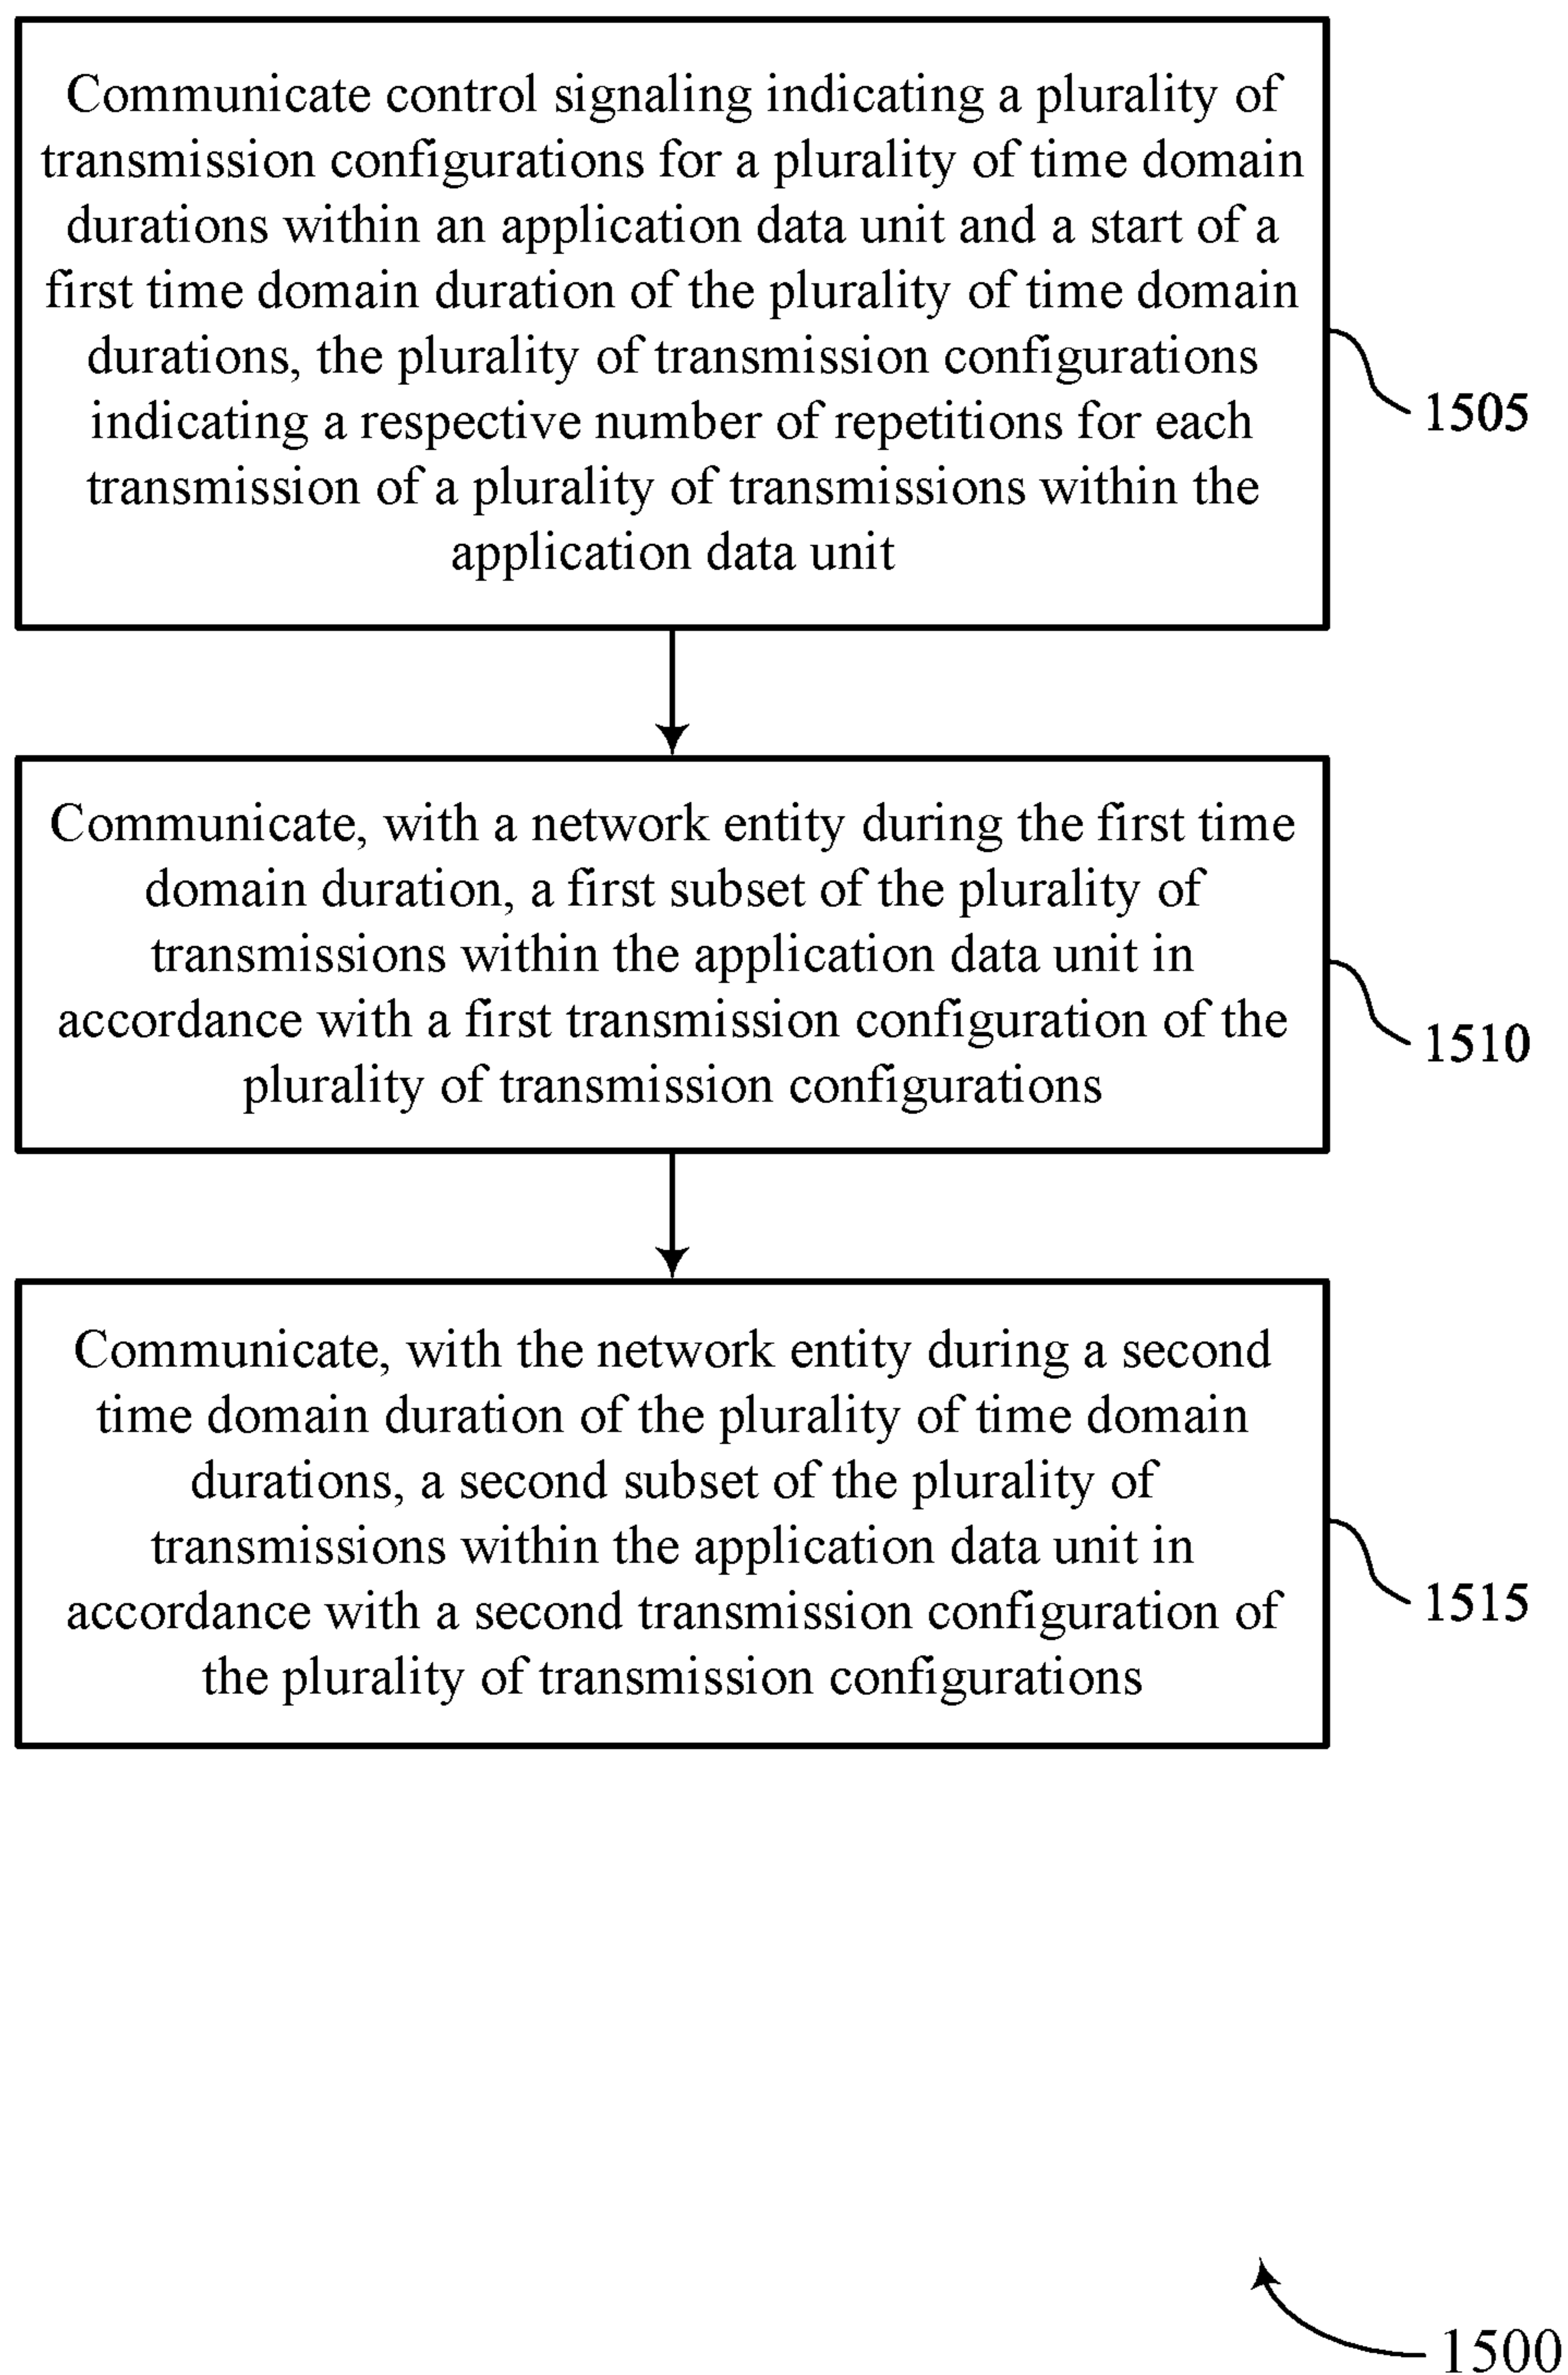 Communicate control signaling indicating a plurality of
transmission configurations for a plurality of time domain
durations within an application data unit and a start of a
first time domain duration of the plurality of time domain
durations, the plurality of transmission configurations
indicating a respective number of repetitions for each
transmission of a plurality of transmissions within the
application data unit
1505
Communicate, with a network entity during the first time
domain duration, a first subset of the plurality of
transmissions within the application data unit in
accordance with a first transmission configuration of the
plurality of transmission configurations
1510
Communicate, with the network entity during a second
time domain duration of the plurality of time domain
durations, a second subset of the plurality of
transmissions within the application data unit in
accordance with a second transmission configuration of
the plurality of transmission configurations
1515
1500